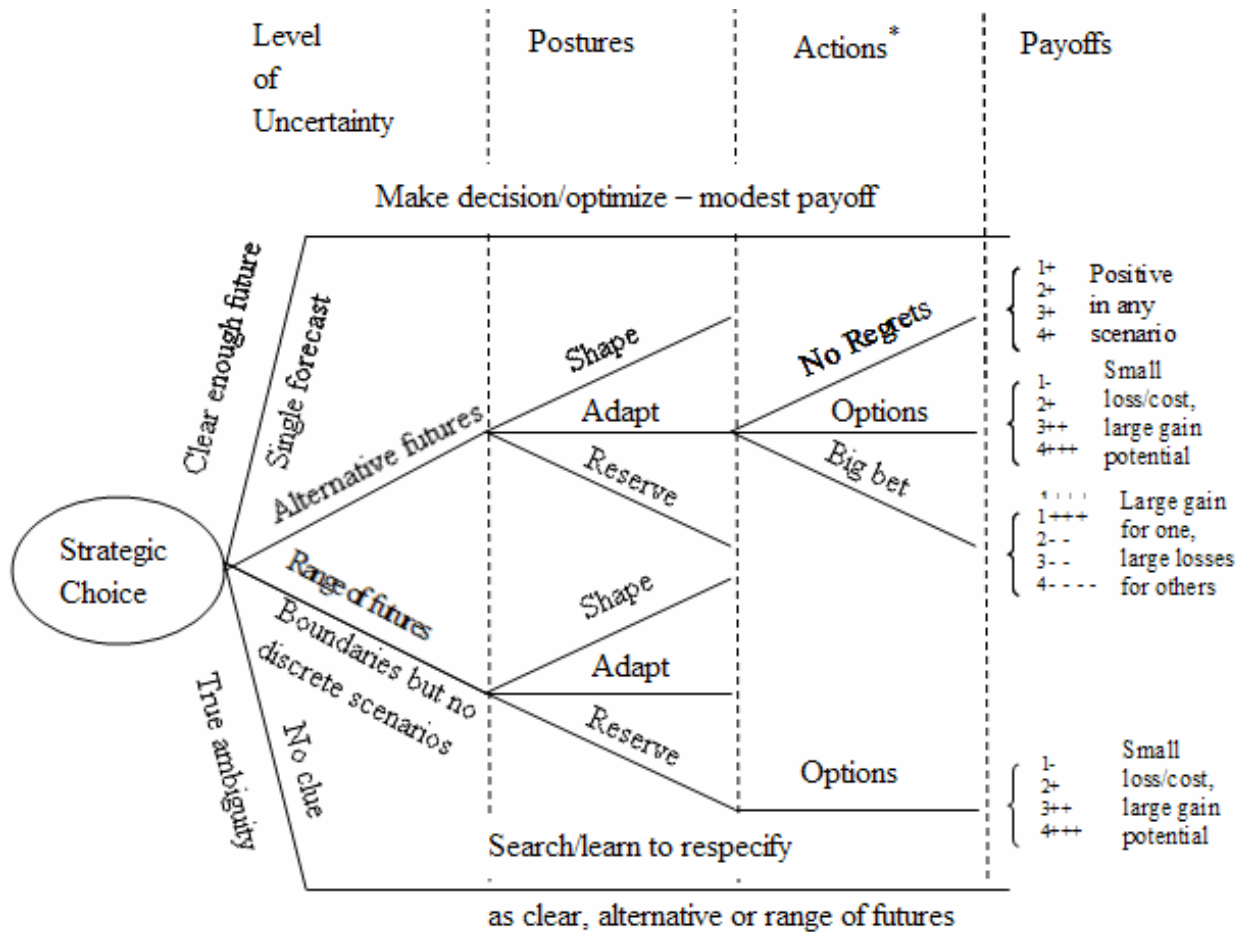 Level
of
Uncertainty
Postures
Actions*
Payoffs
Make decision/optimize – modest payoff
Clear enough future
Single forecast
Alternative futures
Range of futures
Boundaries but no
discrete scenarios
True ambiguity
No clue
Strategic
Choice
Shape
Adapt
Reserve
No Regrets
Options
Big bet
Shape
Adapt
Reserve
Options
1+ Positive
2+ in any
3+ scenario
4+
1- Small
2+ loss/cost,
3++ large gain
4+++ potential
Large gain
1+++ for one,
2- - large losses
3- - for others
4- - - -
1- Small
2+ loss/cost,
3++ large gain
4+++ potential
Search/learn to respecify
as clear, alternative or range of futures